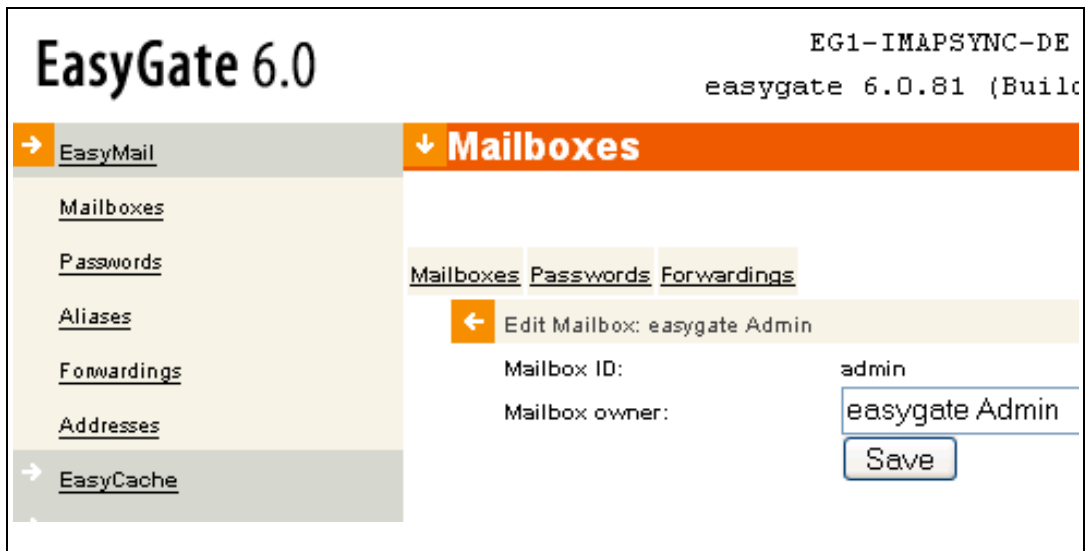 EasyGate 6.0
EG1-IMAPSYNC-DE
easygate 6.0.81 (Build
EasyMail
Mailboxes
Passwords
Aliases
Forwardings
Addresses
EasyCache
Mailboxes
Mailboxes Passwords Forwardings
Edit Mailbox: easygate Admin
Mailbox ID: admin
Mailbox owner: easygate Admin
Save